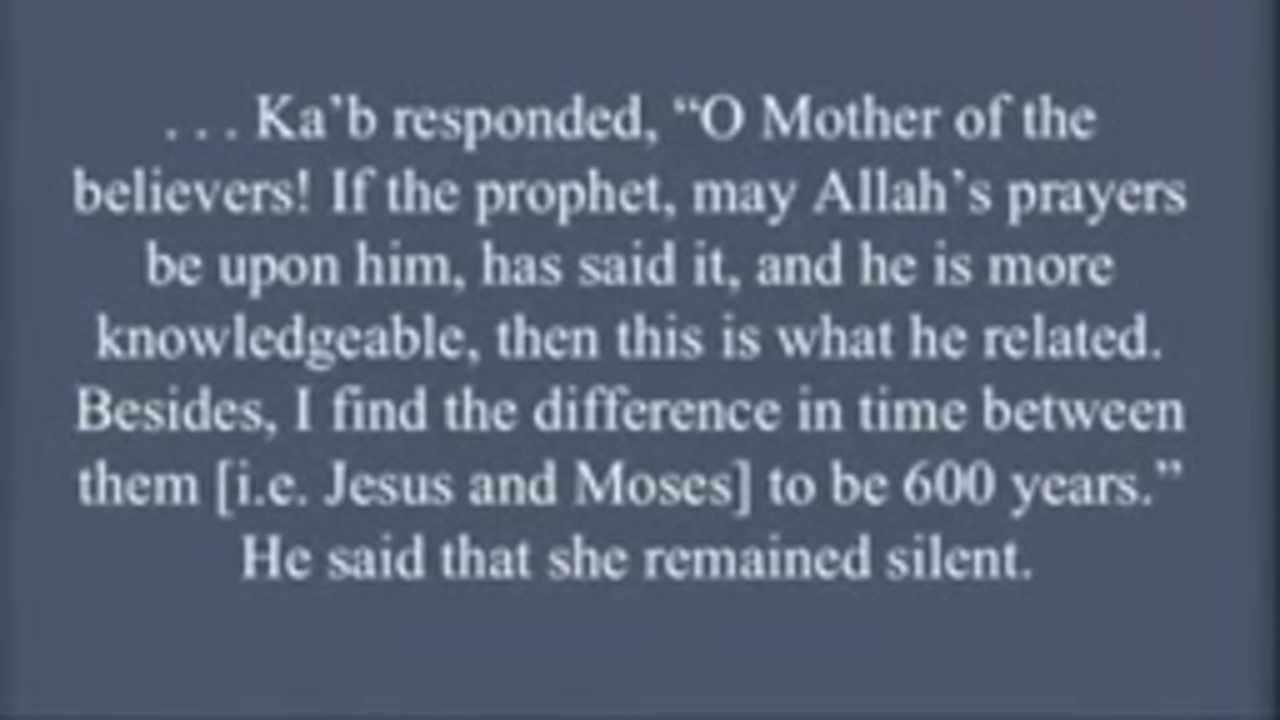 . . . Ka’b responded, “O Mother of the
believers! If the prophet, may Allah’s prayers
be upon him, has said it, and he is more
knowledgeable, then this is what he related.
Besides, I find the difference in time between
them [i.e. Jesus and Moses] to be 600 years.”
He said that she remained silent.